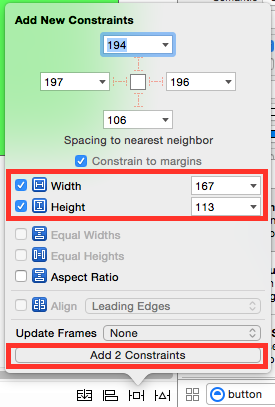 Add New Constraints
194
197
196
106
Spacing to nearest neighbor
Constrain to margins
Width 167
Height 113
Equal Widths
Equal Heights
Aspect Ratio
Align Leading Edges
Update Frames None
Add 2 Constraints
button